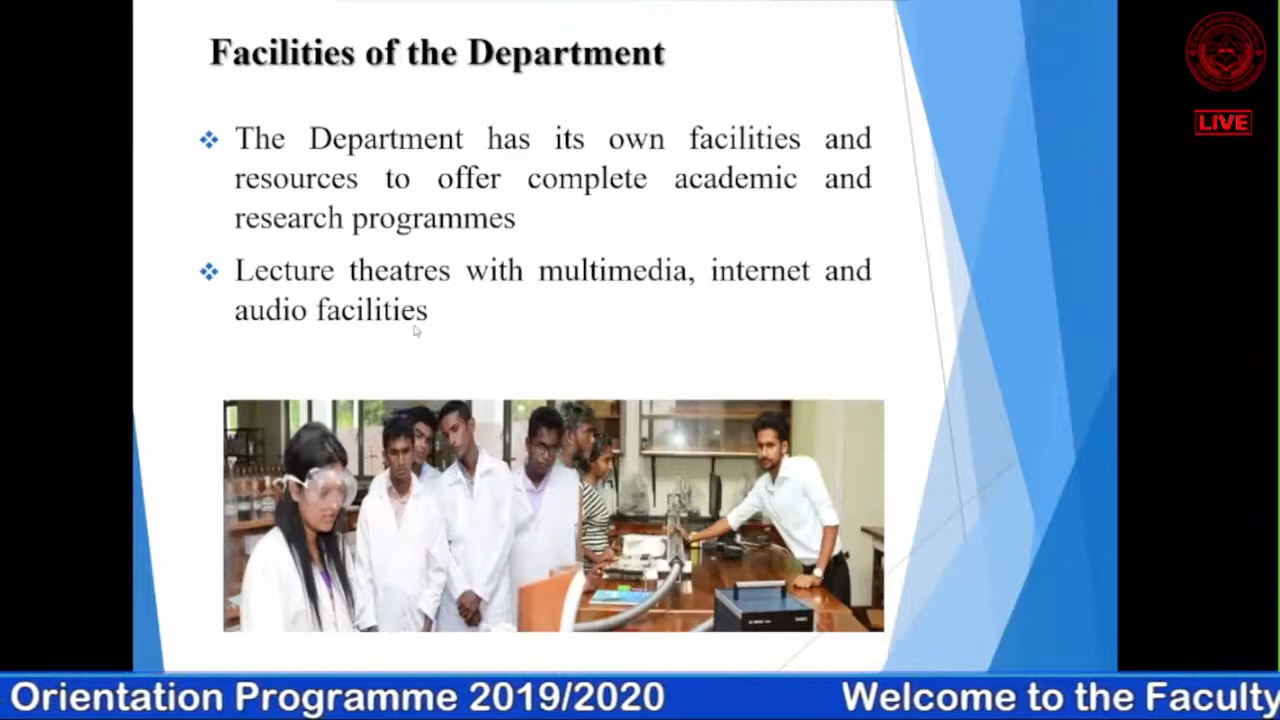 Facilities of the Department
The Department has its own facilities and
resources to offer complete academic and
research programmes
Lecture theatres with multimedia, internet and
audio facilities
LIVE
Orientation Programme 2019/2020
Welcome to the Faculty